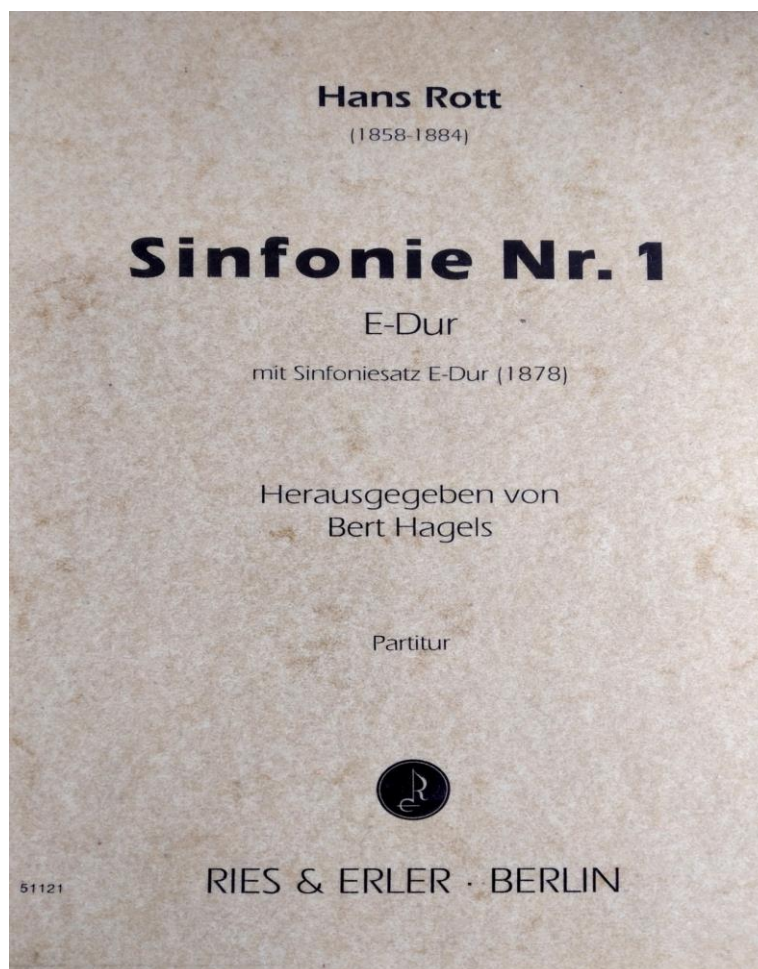 Hans Rott
(1858-1884)
Sinfonie Nr. 1
E-Dur
mit Sinfoniesatz E-Dur (1878)
Herausgegeben von
Bert Hagels
Partitur
51121
RIES & ERLER · BERLIN